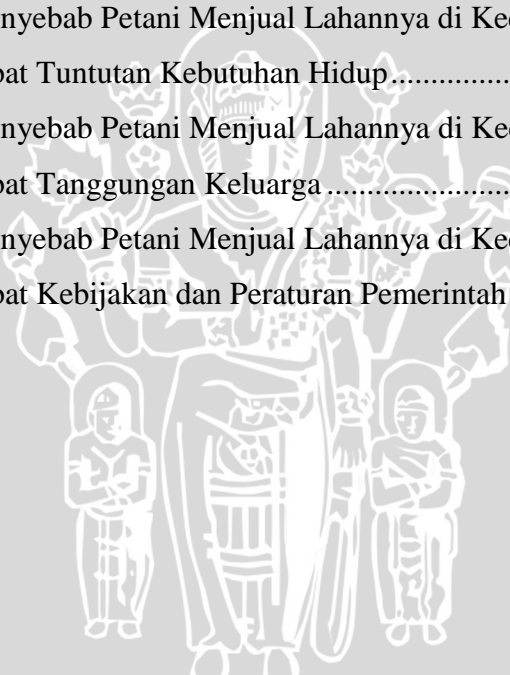 nyebab Petani Menjual Lahannya di Kec
bat Tuntutan Kebutuhan Hidup................
nyebab Petani Menjual Lahannya di Kec
bat Tanggungan Keluarga .......................
nyebab Petani Menjual Lahannya di Kec
bat Kebijakan dan Peraturan Pemerintah